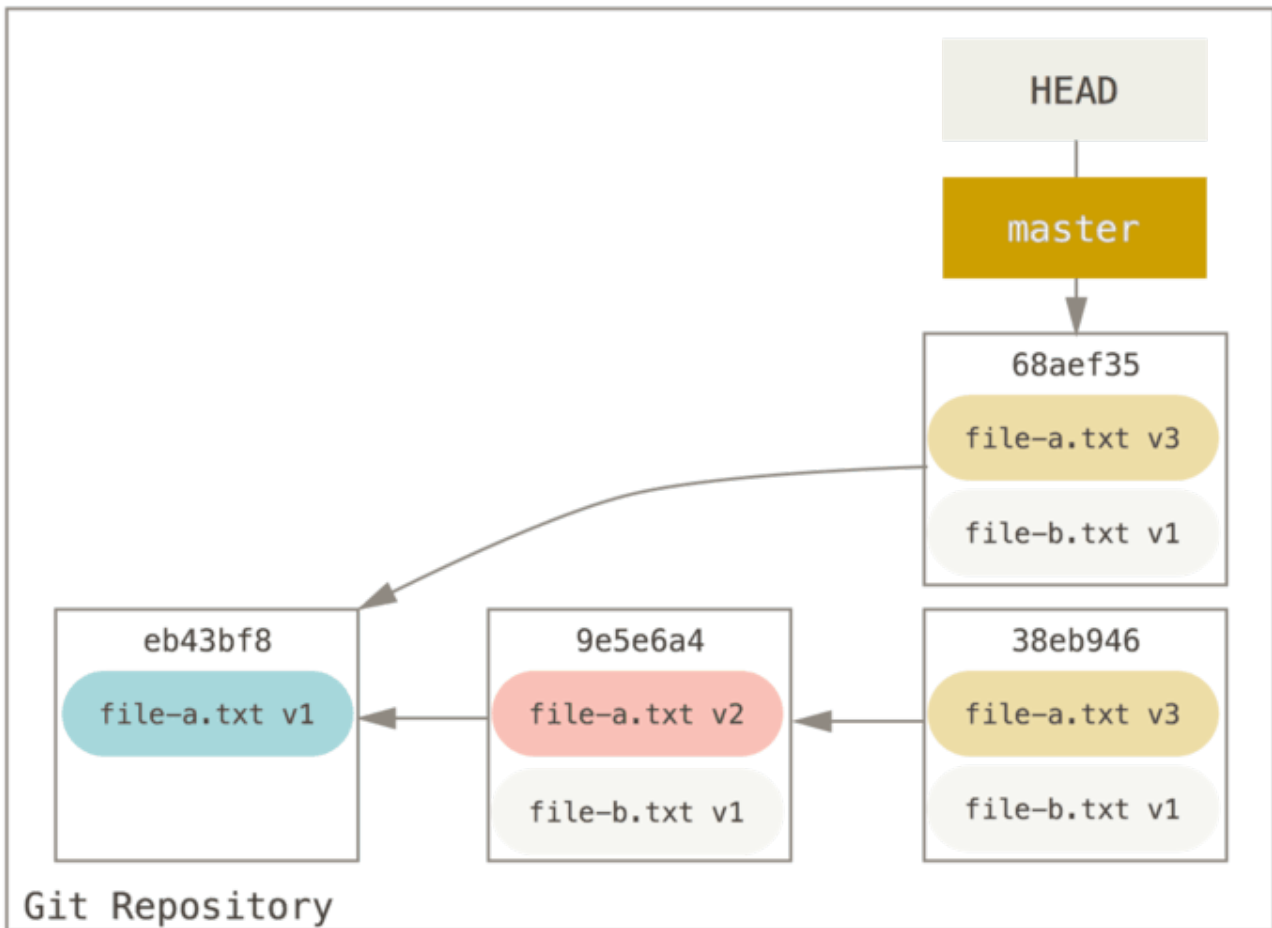 HEAD
master
68aef35
file-a.txt v3
file-b.txt v1
eb43bf8
file-a.txt v1
9e5e6a4
file-a.txt v2
file-b.txt v1
38eb946
file-a.txt v3
file-b.txt v1
Git Repository